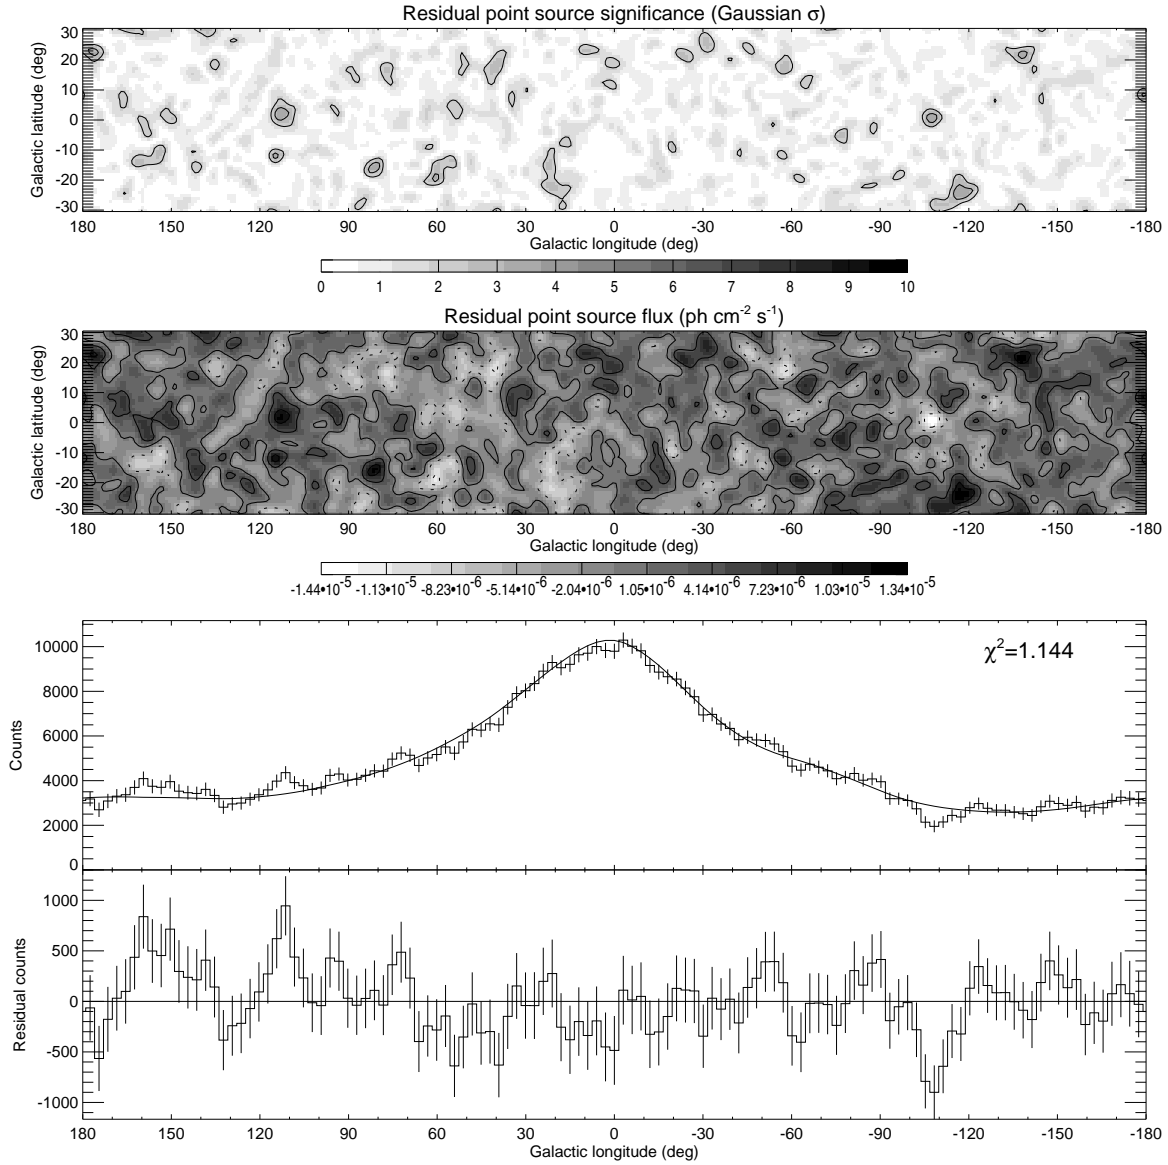 Residual point source significance (Gaussian σ)
Galactic latitude (deg)
30
20
10
0
-10
-20
-30
180 150 120 90 60 30 0 -30 -60 -90 -120 -150 -180
Galactic longitude (deg)
0 1 2 3 4 5 6 7 8 9 10
Residual point source flux (ph cm-2 s-1)
Galactic latitude (deg)
30
20
10
0
-10
-20
-30
180 150 120 90 60 30 0 -30 -60 -90 -120 -150 -180
Galactic longitude (deg)
-1.44•10-5 -1.13•10-5 -8.23•10-6 -5.14•10-6 -2.04•10-6 1.05•10-6 4.14•10-6 7.23•10-6 1.03•10-5 1.34•10-5
χ2=1.144
Counts
10000
8000
6000
4000
2000
0
Residual counts
1000
500
0
-500
-1000
180 150 120 90 60 30 0 -30 -60 -90 -120 -150 -180
Galactic longitude (deg)